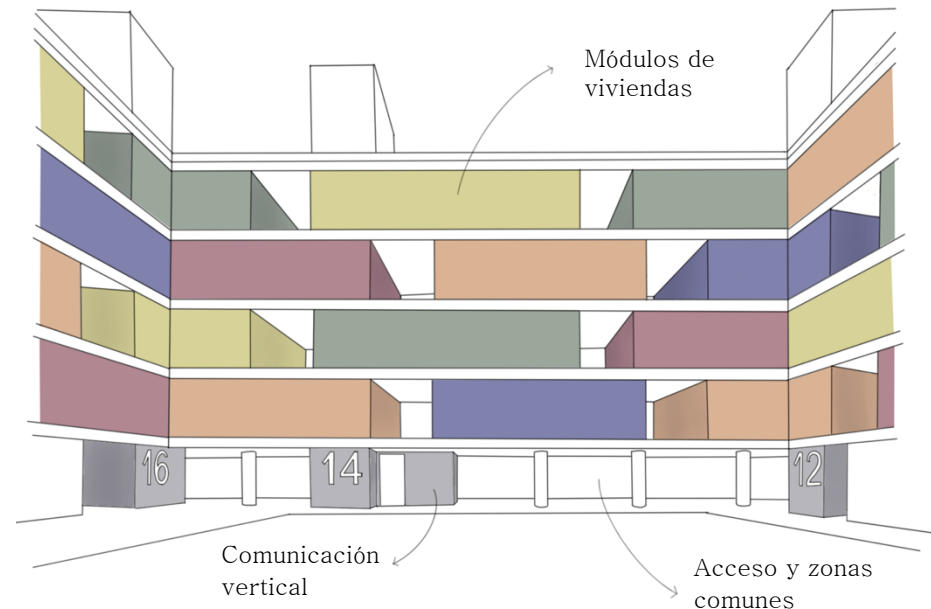 Módulos de
viviendas
16
14
12
Comunicación
vertical
Acceso y zonas
comunes